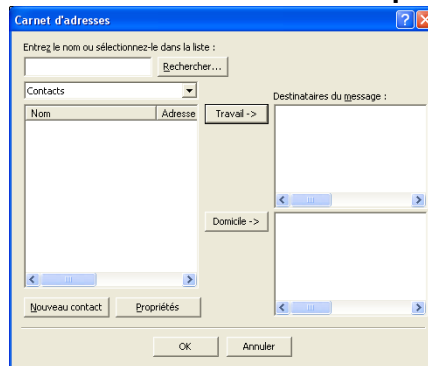 Carnet d'adresses
Entrez le nom ou sélectionnez-le dans la liste :
Rechercher...
Contacts
Destinataires du message :
Nom Adresse
Travail ->
Domicile ->
Nouveau contact Propriétés
OK Annuler